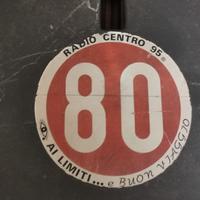 RADIO CENTRO 95
80
AI LIMITI... e BUON VIAGGIO